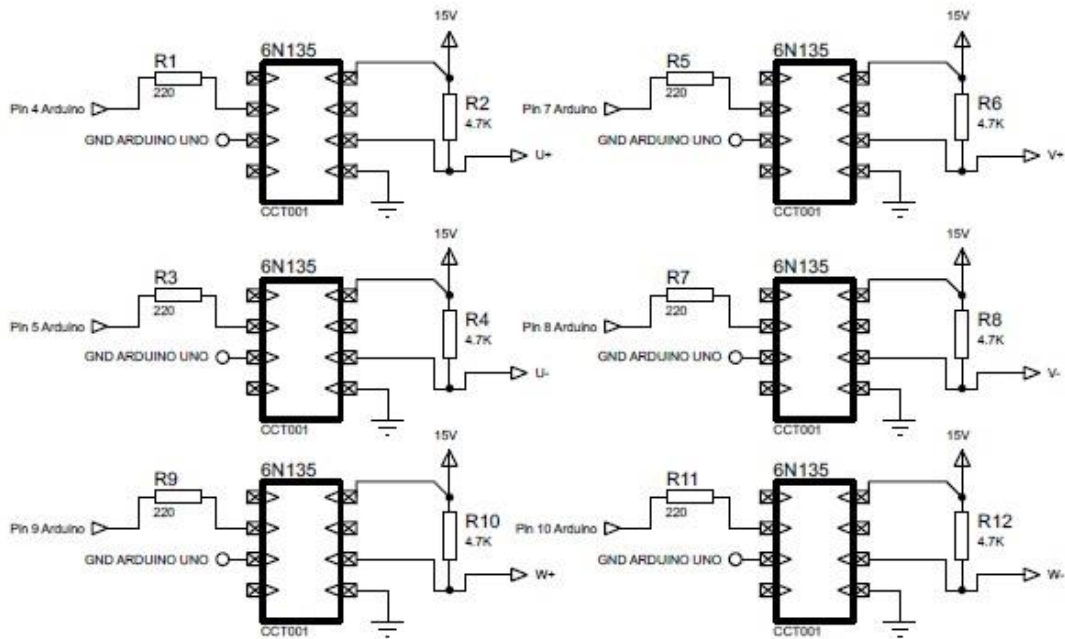 15V
6N135
R1
220
Pin 4 Arduino
R2
4.7K
GND ARDUINO UNO
U+
CCT001
15V
6N135
R5
220
Pin 7 Arduino
R6
4.7K
GND ARDUINO UNO
V+
CCT001
15V
6N135
R3
220
Pin 5 Arduino
R4
4.7K
GND ARDUINO UNO
U-
CCT001
15V
6N135
R7
220
Pin 8 Arduino
R8
4.7K
GND ARDUINO UNO
V-
CCT001
15V
6N135
R9
220
Pin 9 Arduino
R10
4.7K
GND ARDUINO UNO
W+
CCT001
15V
6N135
R11
220
Pin 10 Arduino
R12
4.7K
GND ARDUINO UNO
W-
CCT001